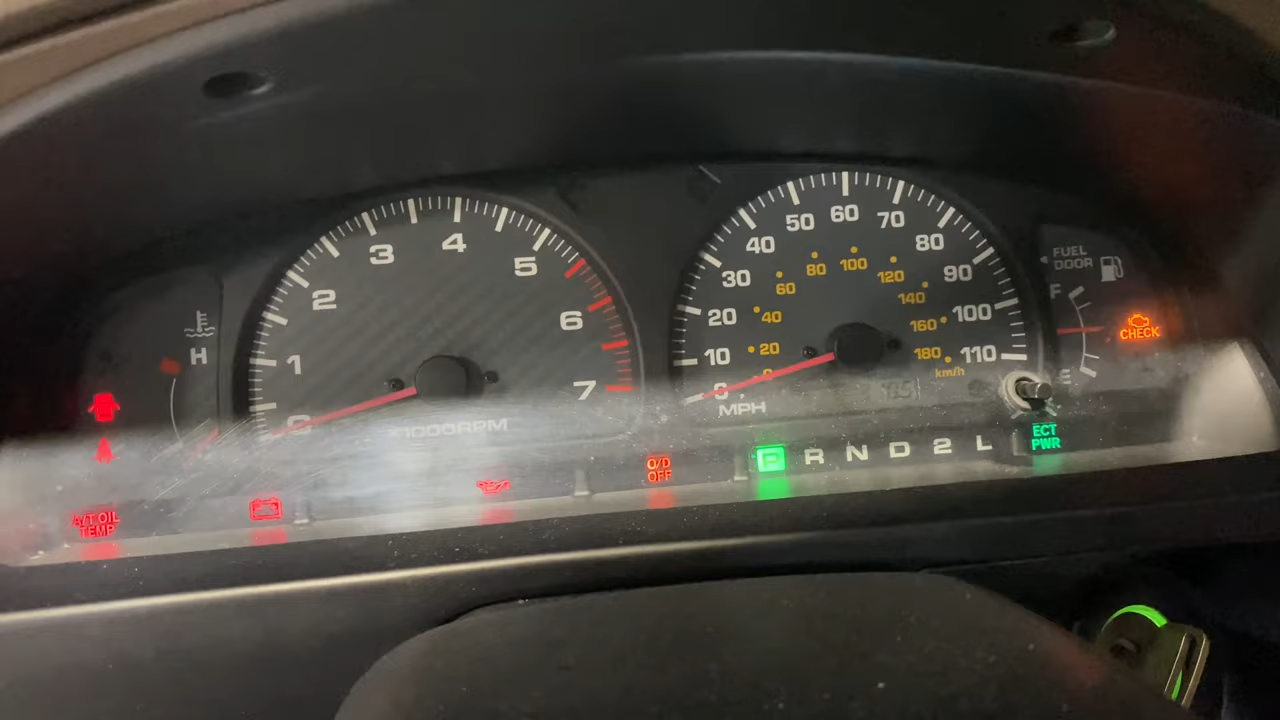 0
1
2
3
4
5
6
7
x1000RPM
H
0
10
20
30
40
50
60
70
80
90
100
110
MPH
20
40
60
80
100
120
140
160
180
km/h
FUEL
DOOR
F
E
CHECK
A/T OIL
TEMP
O/D
OFF
P R N D 2 L
ECT
PWR